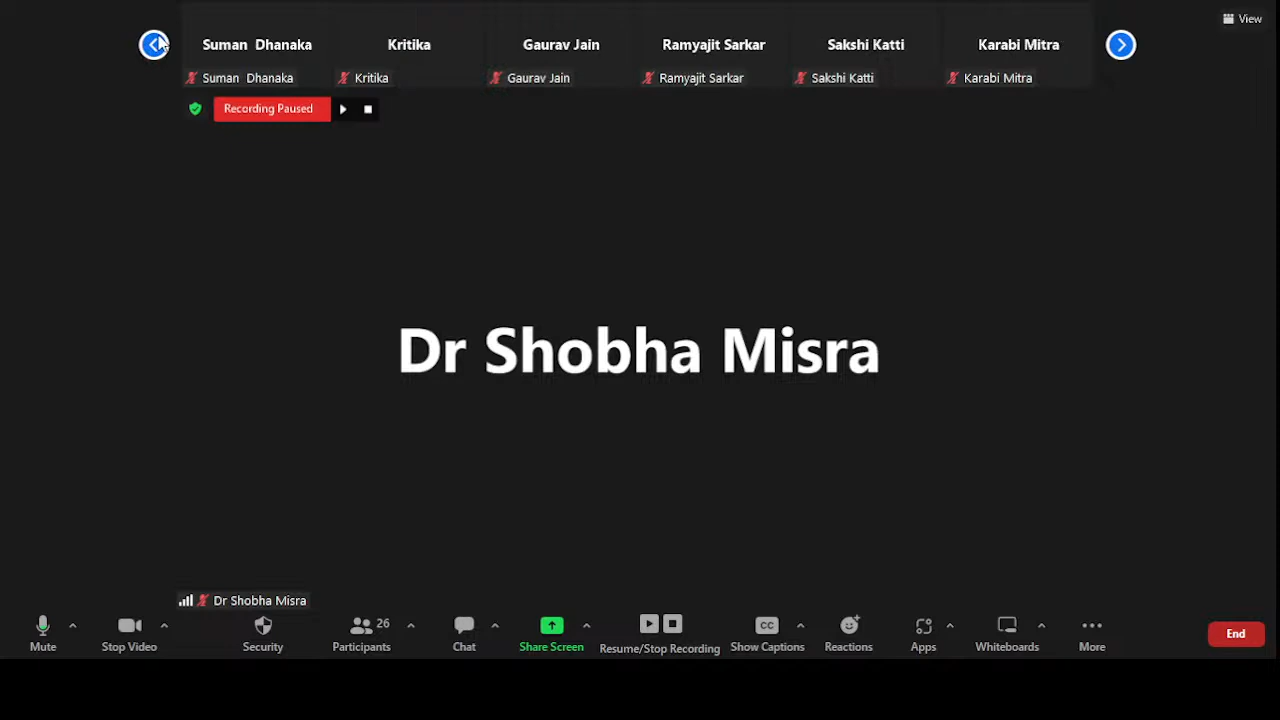 View
Suman  Dhanaka
Kritika
Gaurav Jain
Ramyajit Sarkar
Sakshi Katti
Karabi Mitra
Suman  Dhanaka
Kritika
Gaurav Jain
Ramyajit Sarkar
Sakshi Katti
Karabi Mitra
Recording Paused
Dr Shobha Misra
Dr Shobha Misra
26
CC
Mute
Stop Video
Security
Participants
Chat
Share Screen
Resume/Stop Recording
Show Captions
Reactions
Apps
Whiteboards
More
End